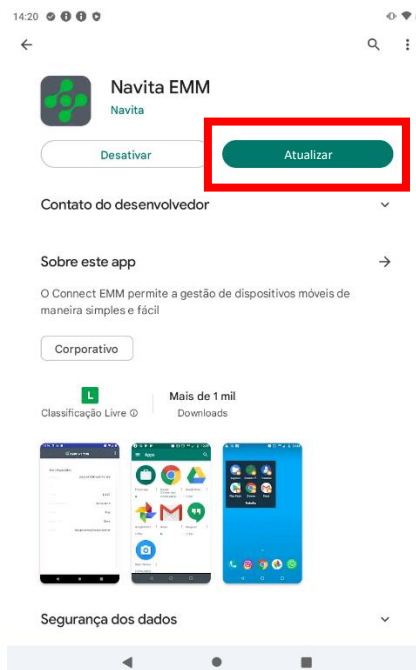 14:20
Navita EMM
Navita
Desativar
Atualizar
Contato do desenvolvedor
Sobre este app
O Connect EMM permite a gestão de dispositivos móveis de
maneira simples e fácil
Corporativo
L
Mais de 1 mil
Classificação Livre
Downloads
Apps
Segurança dos dados